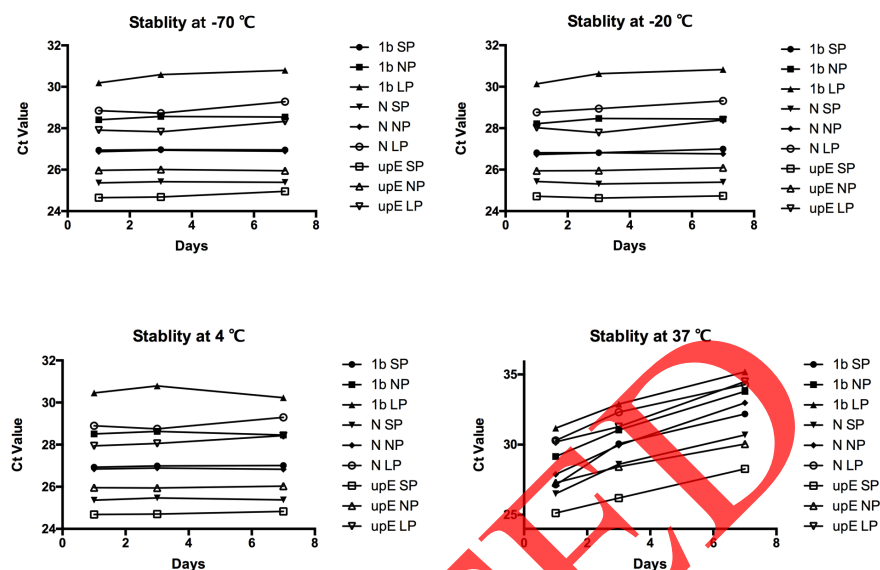 Stablity at -70 ℃
32
30
28
26
24
Ct Value
0
2
4
6
8
Days
1b SP
1b NP
1b LP
N SP
N NP
N LP
upE SP
upE NP
upE LP
Stablity at -20 ℃
32
30
28
26
24
Ct Value
0
2
4
6
8
Days
1b SP
1b NP
1b LP
N SP
N NP
N LP
upE SP
upE NP
upE LP
Stablity at 4 ℃
32
30
28
26
24
Ct Value
0
2
4
6
8
Days
1b SP
1b NP
1b LP
N SP
N NP
N LP
upE SP
upE NP
upE LP
Stablity at 37 ℃
35
30
25
Ct Value
0
2
4
6
8
Days
1b SP
1b NP
1b LP
N SP
N NP
N LP
upE SP
upE NP
upE LP